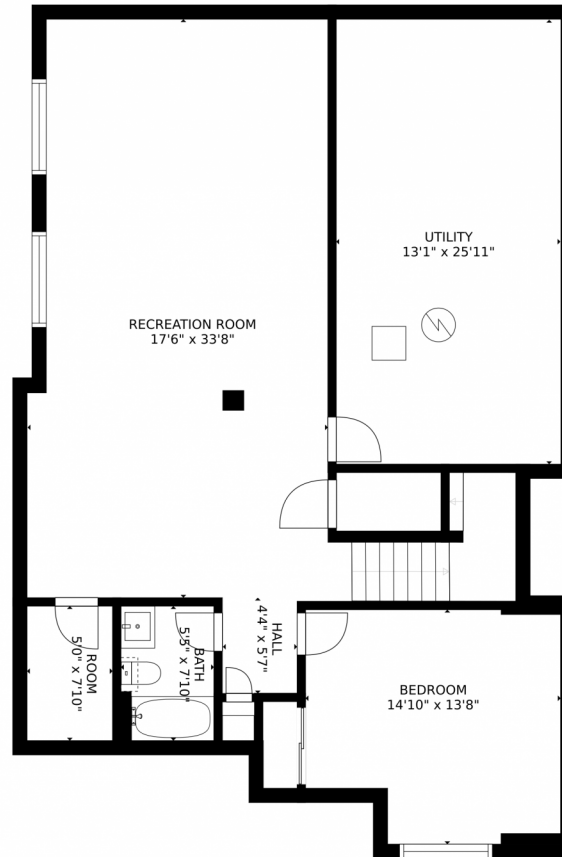 UTILITY
13'1" x 25'11"
RECREATION ROOM
17'6" x 33'8"
HALL
4'4" x 5'7"
ROOM
5'0" x 7'10"
BATH
5'5" x 7'10"
BEDROOM
14'10" x 13'8"